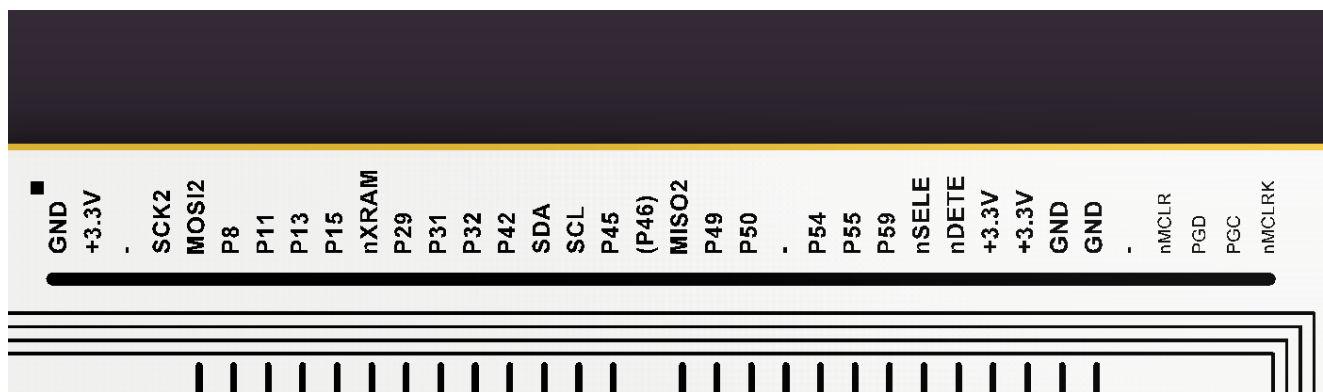 GND
+3.3V
-
SCK2
MOSI2
P8
P11
P13
P15
nXRAM
P29
P31
P32
P42
SDA
SCL
P45
(P46)
MISO2
P49
P50
-
P54
P55
P59
nSELE
nDETE
+3.3V
+3.3V
GND
GND
-
nMCLR
PGD
PGC
nMCLRK